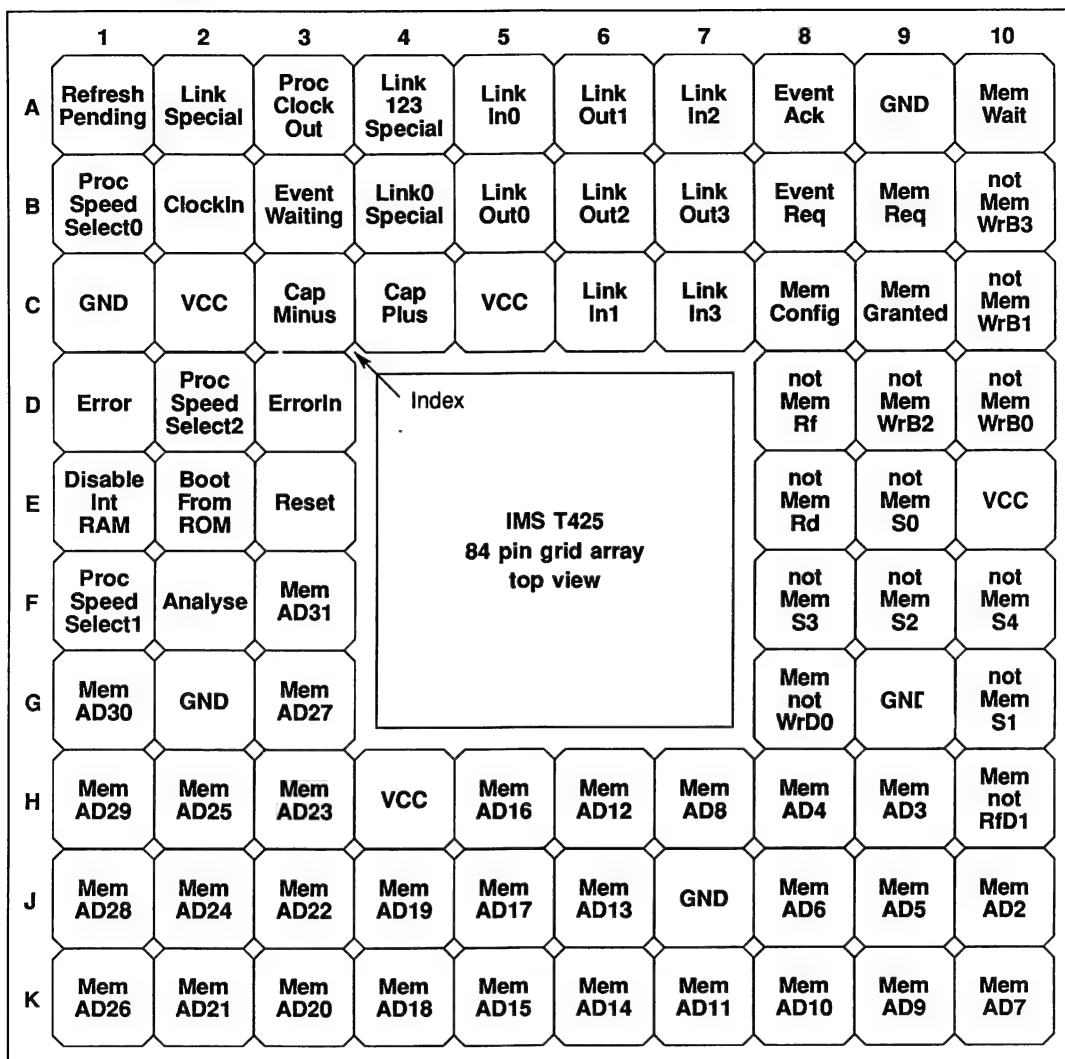 1 2 3 4 5 6 7 8 9 10
A
Refresh
Pending
Link
Special
Proc
Clock
Out
Link
123
Special
Link
In0
Link
Out1
Link
In2
Event
Ack
GND
Mem
Wait
B
Proc
Speed
Select0
ClockIn
Event
Waiting
Link0
Special
Link
Out0
Link
Out2
Link
Out3
Event
Req
Mem
Req
not
Mem
WrB3
C
GND
VCC
Cap
Minus
Cap
Plus
VCC
Link
In1
Link
In3
Mem
Config
Mem
Granted
not
Mem
WrB1
D
Error
Proc
Speed
Select2
ErrorIn
Index
not
Mem
Rf
not
Mem
WrB2
not
Mem
WrB0
E
Disable
Int
RAM
Boot
From
ROM
Reset
IMS T425
84 pin grid array
top view
not
Mem
Rd
not
Mem
S0
VCC
F
Proc
Speed
Select1
Analyse
Mem
AD31
not
Mem
S3
not
Mem
S2
not
Mem
S4
G
Mem
AD30
GND
Mem
AD27
Mem
not
WrD0
GND
not
Mem
S1
H
Mem
AD29
Mem
AD25
Mem
AD23
VCC
Mem
AD16
Mem
AD12
Mem
AD8
Mem
AD4
Mem
AD3
Mem
not
RfD1
J
Mem
AD28
Mem
AD24
Mem
AD22
Mem
AD19
Mem
AD17
Mem
AD13
GND
Mem
AD6
Mem
AD5
Mem
AD2
K
Mem
AD26
Mem
AD21
Mem
AD20
Mem
AD18
Mem
AD15
Mem
AD14
Mem
AD11
Mem
AD10
Mem
AD9
Mem
AD7